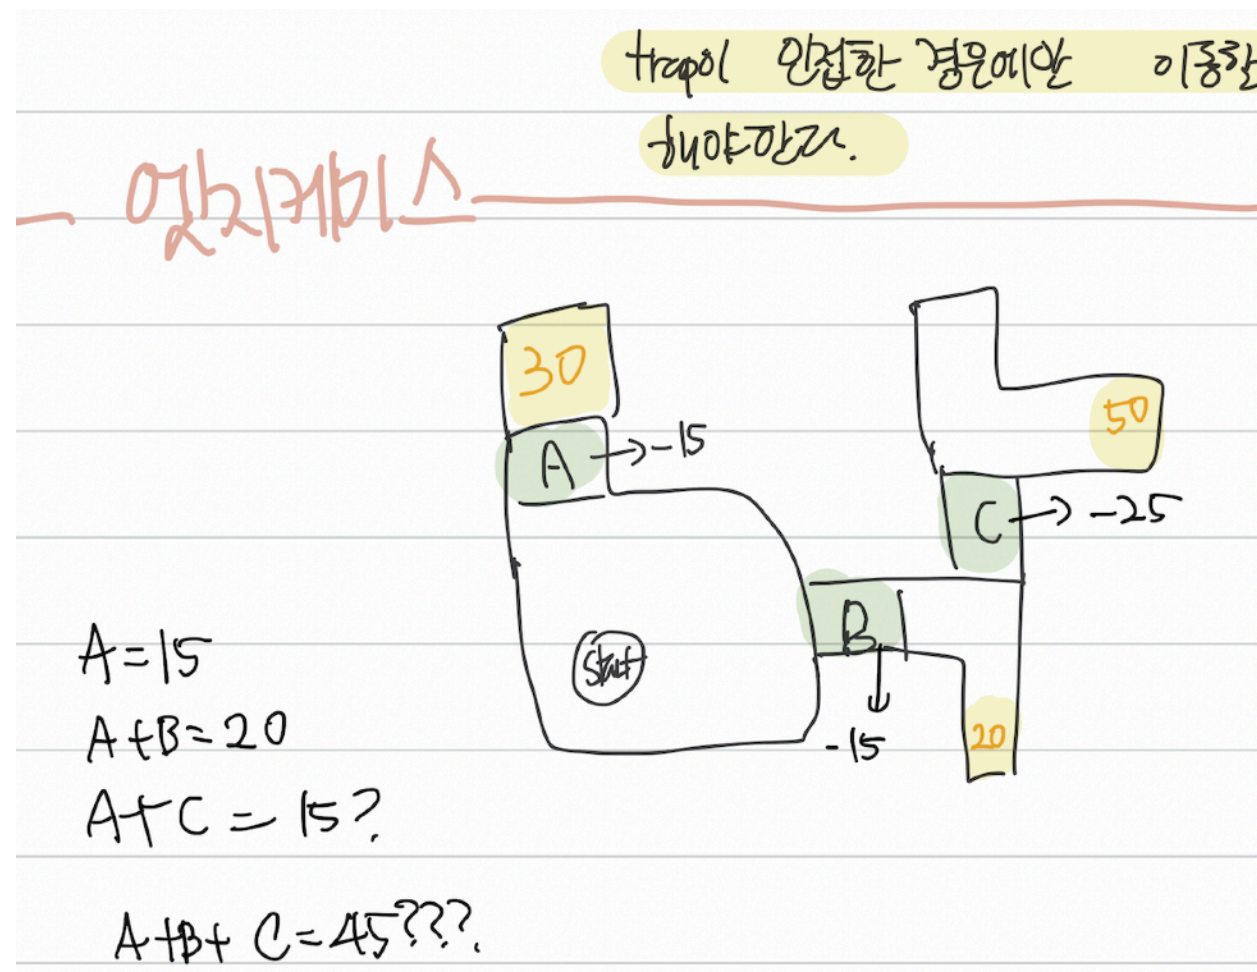 trap이 인접한 경우에만 이동할
해야한다.
엣지케이스
30
50
A → -15
C → -25
B
start
-15
20
A=15
A+B=20
A+C=15?
A+B+C=45???.